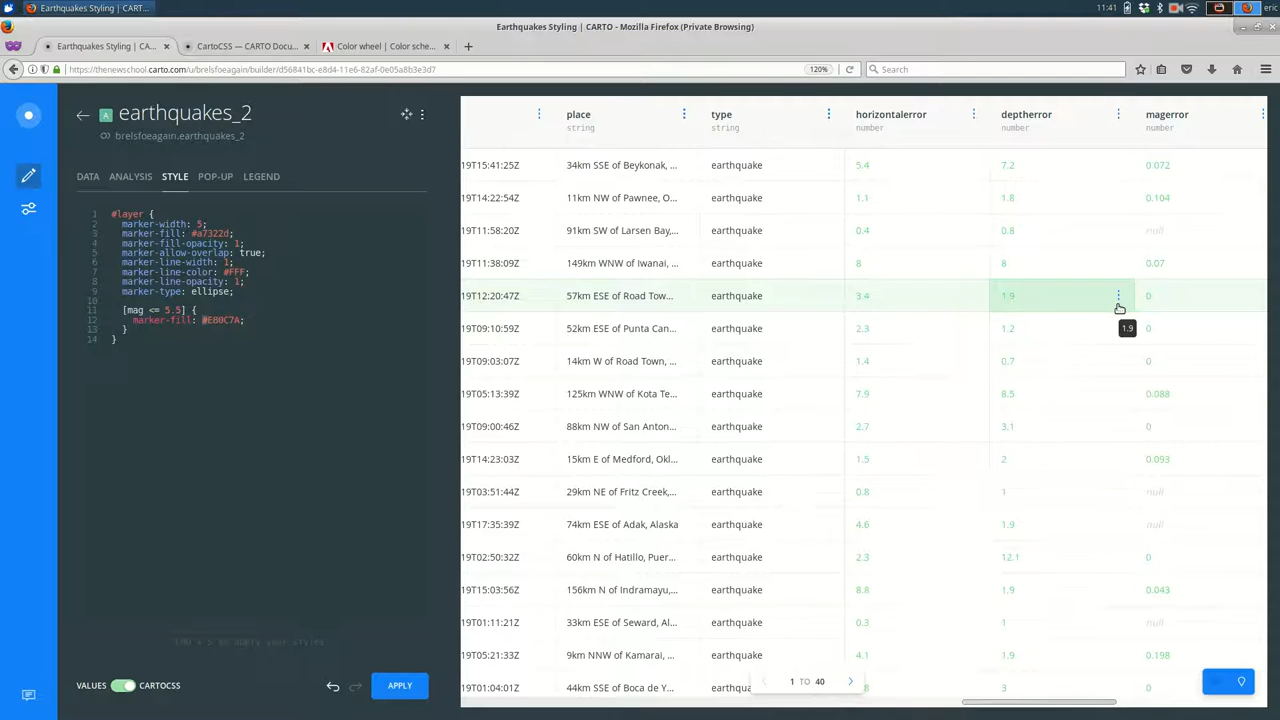 Earthquakes Styling | CART...
11:41
eric
Earthquakes Styling | CARTO - Mozilla Firefox (Private Browsing)
Earthquakes Styling | CA...
CartoCSS — CARTO Docu...
Color wheel | Color sche...
https://thenewschool.carto.com/u/brelsfoeagain/builder/d56841bc-e8d4-11e6-82af-0e05a8b3e3d7
120%
Search
A earthquakes_2
brelsfoeagain.earthquakes_2
DATA ANALYSIS STYLE POP-UP LEGEND
1 #layer {
2 marker-width: 5;
3 marker-fill: #a7322d;
4 marker-fill-opacity: 1;
5 marker-allow-overlap: true;
6 marker-line-width: 1;
7 marker-line-color: #FFF;
8 marker-line-opacity: 1;
9 marker-type: ellipse;
10
11 [mag <= 5.5] {
12 marker-fill: #E80C7A;
13 }
14 }
CMD + S to apply your styles
VALUES CARTOCSS
APPLY
place type horizontalerror deptherror magerror
string string number number number
19T15:41:25Z 34km SSE of Beykonak, ... earthquake 5.4 7.2 0.072
19T14:22:54Z 11km NW of Pawnee, O... earthquake 1.1 1.8 0.104
19T11:58:20Z 91km SW of Larsen Bay,... earthquake 0.4 0.8 null
19T11:38:09Z 149km WNW of Iwanai, ... earthquake 8 8 0.07
19T12:20:47Z 57km ESE of Road Tow... earthquake 3.4 1.9 0
1.9
19T09:10:59Z 52km ESE of Punta Can... earthquake 2.3 1.2 0
19T09:03:07Z 14km W of Road Town, ... earthquake 1.4 0.7 0
19T05:13:39Z 125km WNW of Kota Te... earthquake 7.9 8.5 0.088
19T09:00:46Z 88km NW of San Anton... earthquake 2.7 3.1 0
19T14:23:03Z 15km E of Medford, Okl... earthquake 1.5 2 0.093
19T03:51:44Z 29km NE of Fritz Creek,... earthquake 0.8 1 null
19T17:35:39Z 74km ESE of Adak, Alaska earthquake 4.6 1.9 null
19T02:50:32Z 60km N of Hatillo, Puer... earthquake 2.3 12.1 0
19T15:03:56Z 156km N of Indramayu,... earthquake 8.8 1.9 0.043
19T01:11:21Z 33km ESE of Seward, Al... earthquake 0.3 1 null
19T05:21:33Z 9km NNW of Kamarai, ... earthquake 4.1 1.9 0.198
19T01:04:01Z 44km SSE of Boca de Y... earthquake 8 3 0
1 TO 40